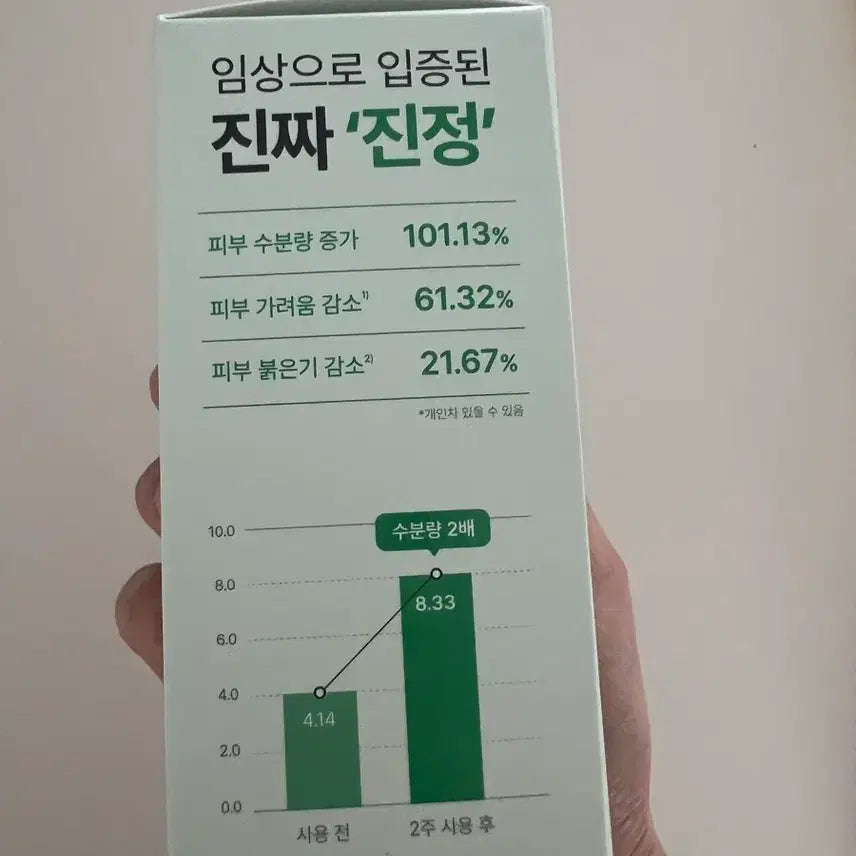 임상으로 입증된
진짜 '진정'
피부 수분량 증가 101.13%
피부 가려움 감소1) 61.32%
피부 붉은기 감소2) 21.67%
*개인차 있을 수 있음
수분량 2배
10.0
8.0
6.0
4.0
2.0
0.0
4.14
8.33
사용 전
2주 사용 후